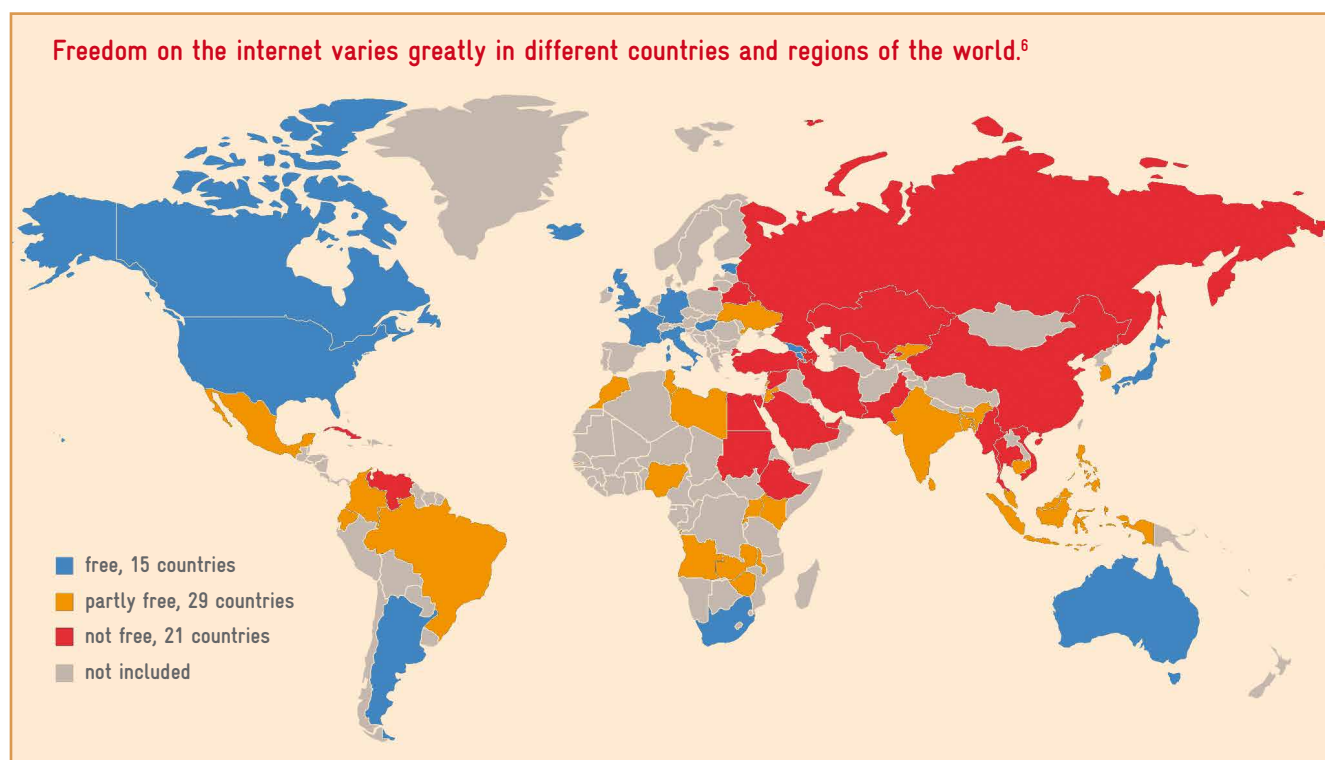 Freedom on the internet varies greatly in different countries and regions of the world.⁶
free, 15 countries
partly free, 29 countries
not free, 21 countries
not included